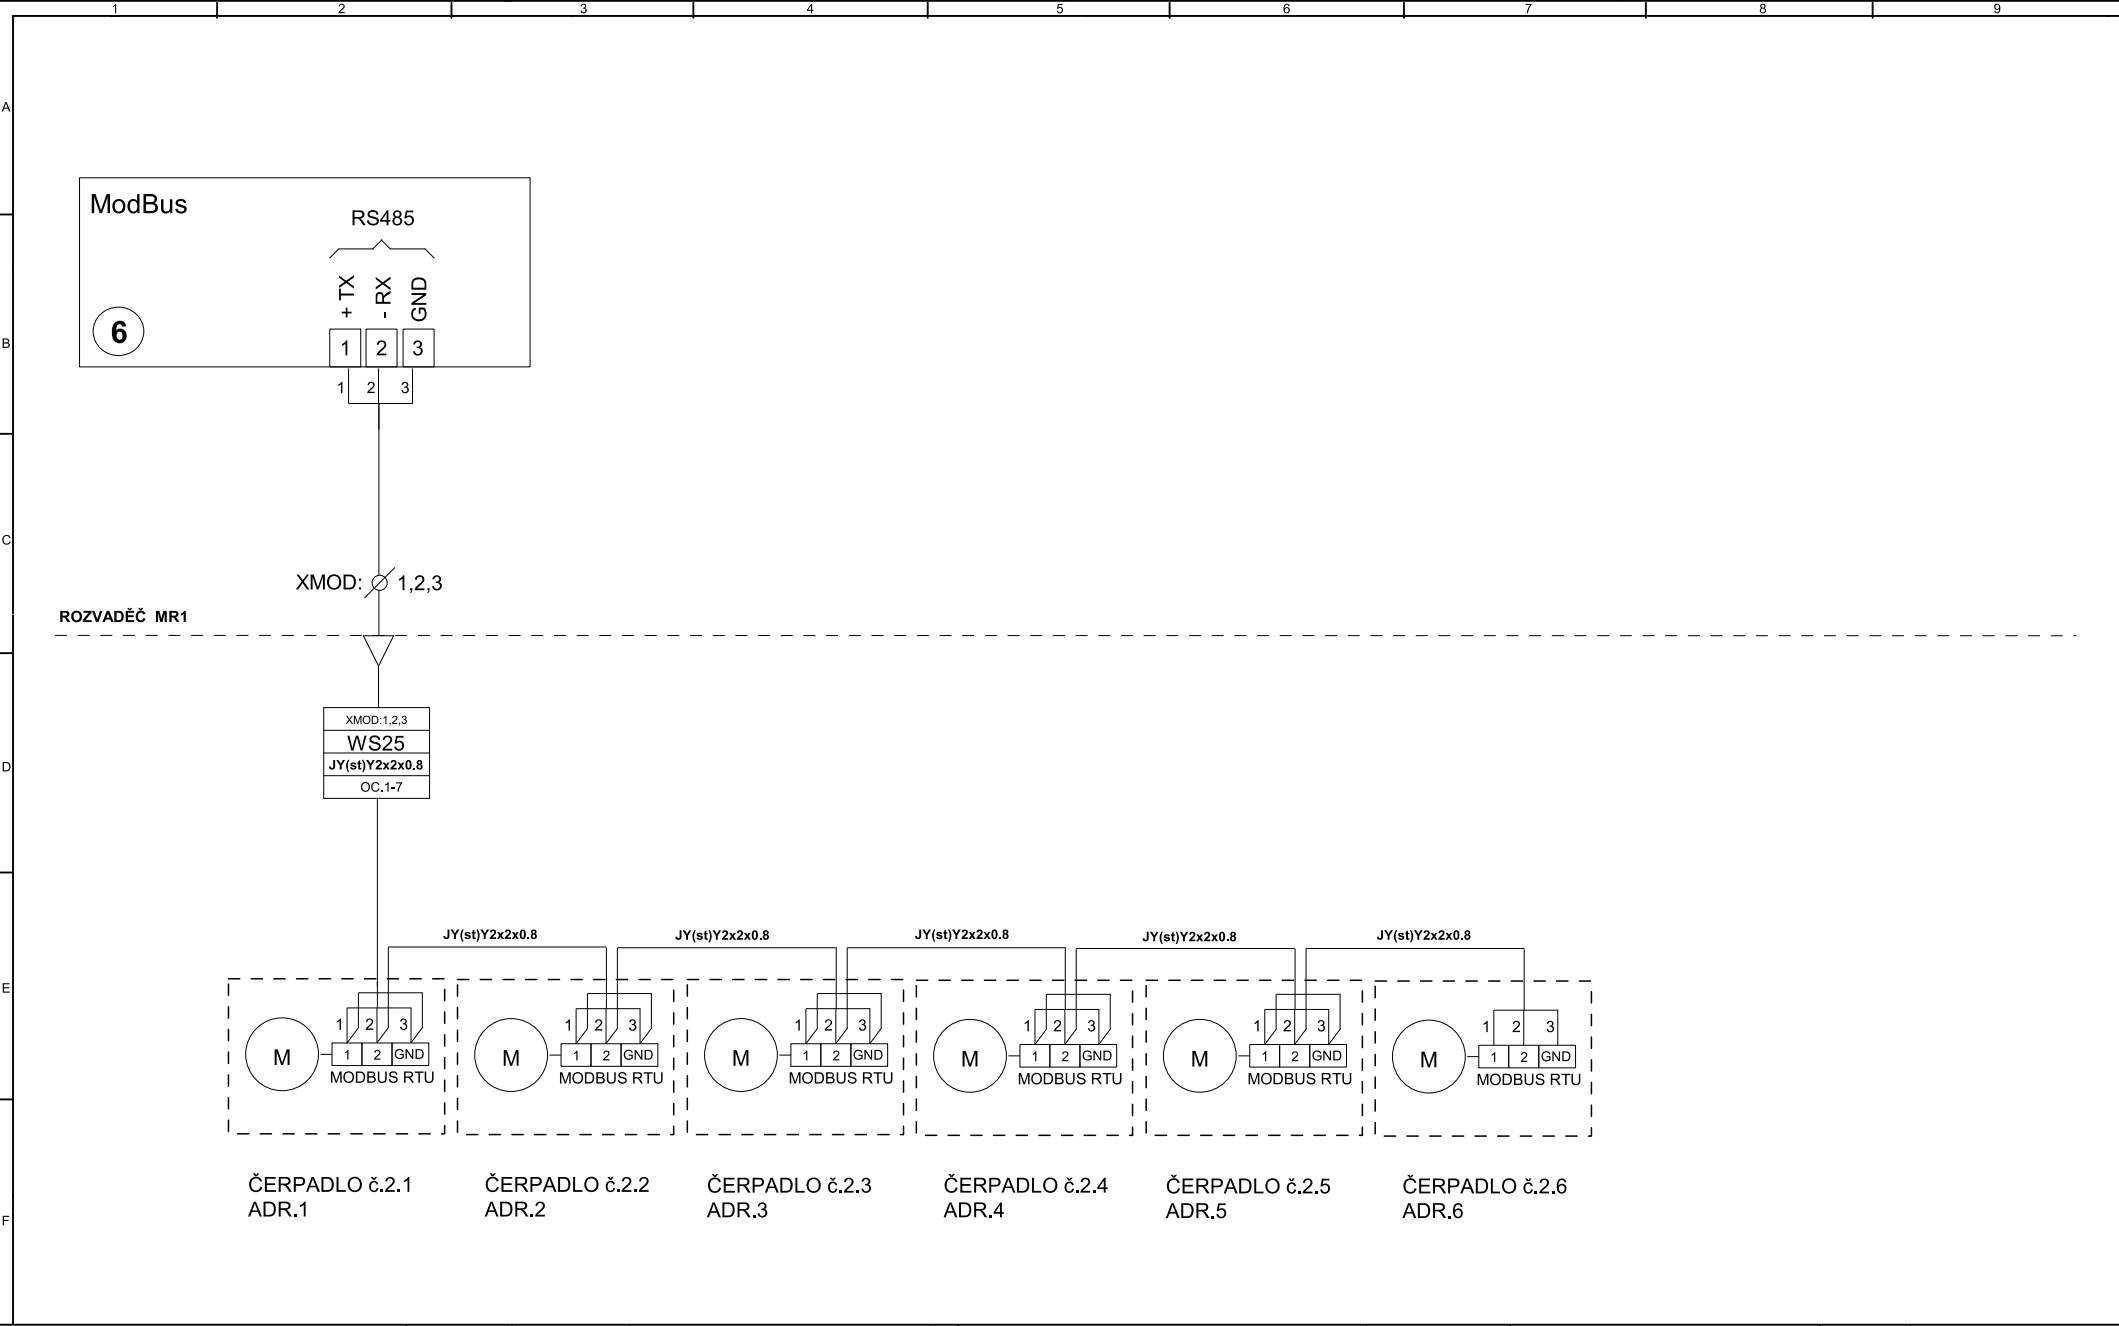 1 2 3 4 5 6 7 8 9
A
ModBus
RS485
+ TX
- RX
GND
6
B
1 2 3
1 2 3
C
XMOD: 1,2,3
ROZVADĚČ MR1
XMOD:1,2,3
WS25
D
JY(st)Y2x2x0.8
OC.1-7
JY(st)Y2x2x0.8 JY(st)Y2x2x0.8 JY(st)Y2x2x0.8 JY(st)Y2x2x0.8 JY(st)Y2x2x0.8
E
1 2 3 1 2 3 1 2 3 1 2 3 1 2 3 1 2 3
M 1 2 GND M 1 2 GND M 1 2 GND M 1 2 GND M 1 2 GND M 1 2 GND
MODBUS RTU MODBUS RTU MODBUS RTU MODBUS RTU MODBUS RTU MODBUS RTU
ČERPADLO č.2.1 ČERPADLO č.2.2 ČERPADLO č.2.3 ČERPADLO č.2.4 ČERPADLO č.2.5 ČERPADLO č.2.6
ADR.1 ADR.2 ADR.3 ADR.4 ADR.5 ADR.6
F